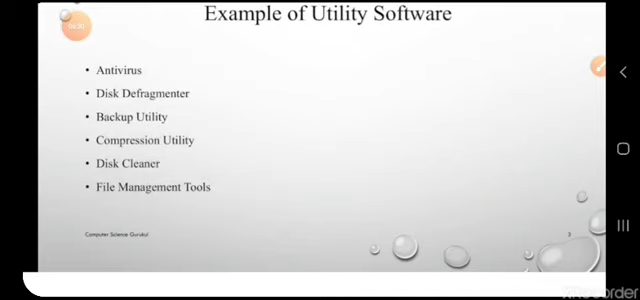 Example of Utility Software
• Antivirus
• Disk Defragmenter
• Backup Utility
• Compression Utility
• Disk Cleaner
• File Management Tools
Computer Science Gurukul
3
XRecorder